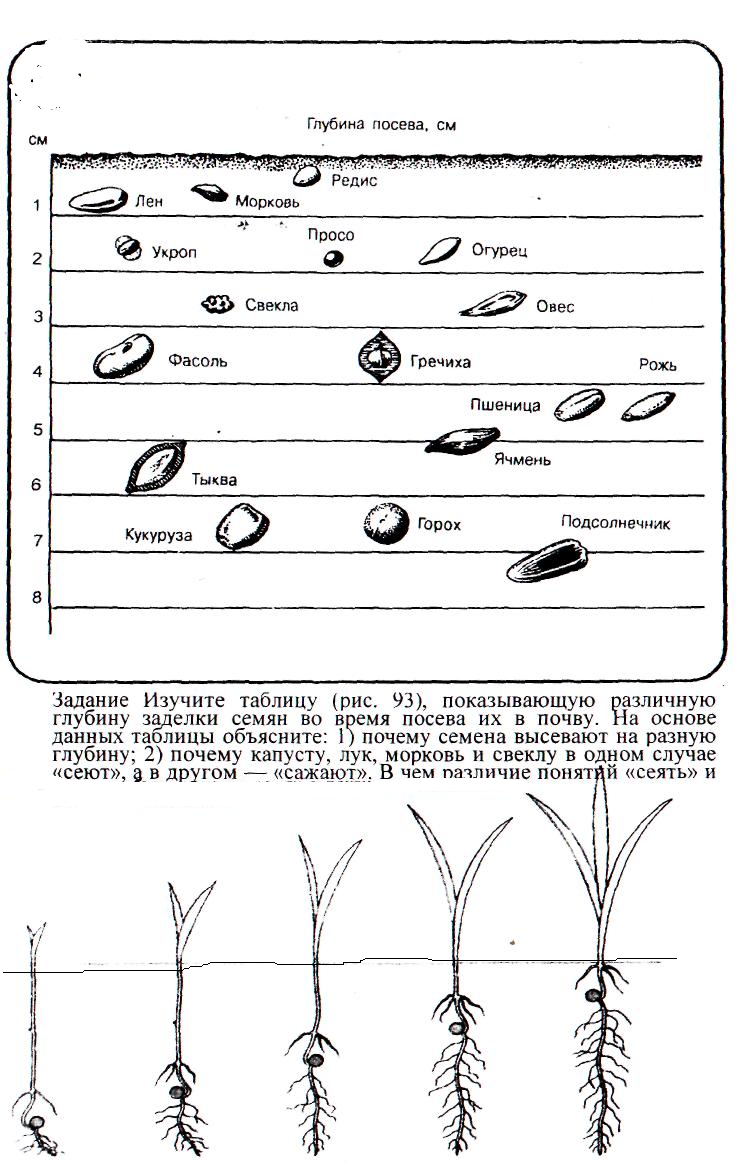 Глубина посева, см
см
Редис
1
Лен
Морковь
Просо
2
Укроп
Огурец
3
Свекла
Овес
4
Фасоль
Гречиха
Рожь
Пшеница
5
Ячмень
6
Тыква
7
Кукуруза
Горох
Подсолнечник
8
Задание Изучите таблицу (рис. 93), показывающую различную
глубину заделки семян во время посева их в почву. На основе
данных таблицы объясните: 1) почему семена высевают на разную
глубину; 2) почему капусту, лук, морковь и свеклу в одном случае
«сеют», а в другом — «сажают». В чем различие понятий «сеять» и